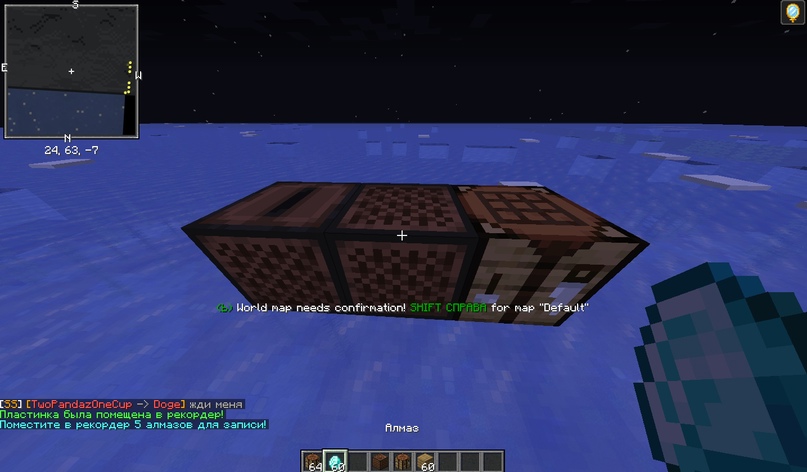 S
E
W
N
24, 63, -7
(Ь) World map needs confirmation! SHIFT СПРАВА for map "Default"
[SS] [TwoPandazOneCup -> Doge] жди меня
Пластинка была помещена в рекордер!
Поместите в рекордер 5 алмазов для записи!
Алмаз
64 60 60